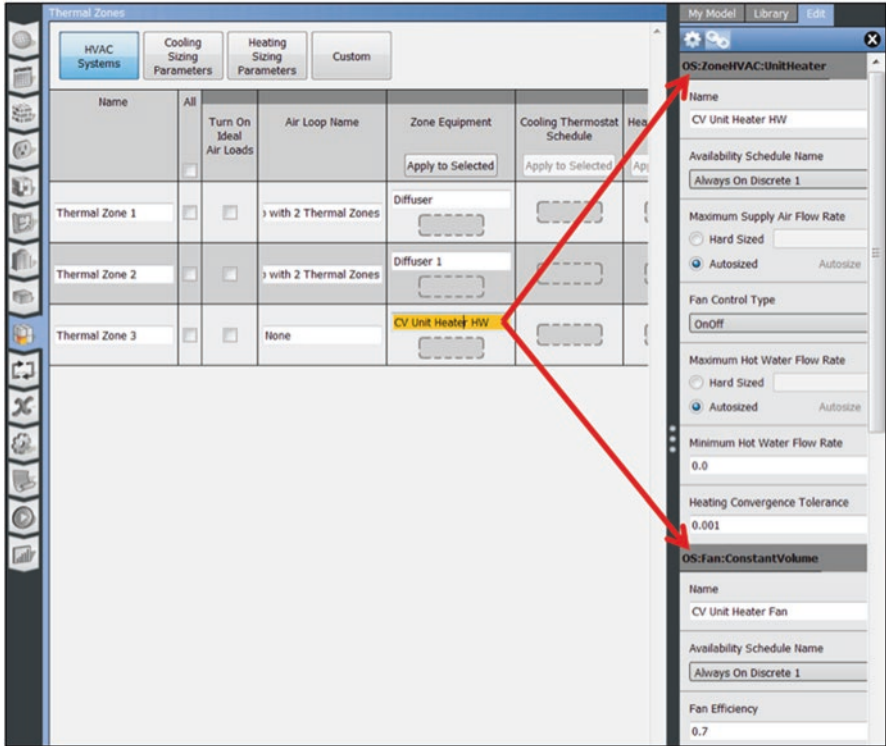 Thermal Zones
HVAC
Systems
Cooling
Sizing
Parameters
Heating
Sizing
Parameters
Custom
Name
All
Turn On
Ideal
Air Loads
Air Loop Name
Zone Equipment
Apply to Selected
Cooling Thermostat
Schedule
Apply to Selected
Thermal Zone 1
with 2 Thermal Zones
Diffuser
Thermal Zone 2
with 2 Thermal Zones
Diffuser 1
Thermal Zone 3
None
CV Unit Heater HW
My Model
Library
Edit
OS:ZoneHVAC:UnitHeater
Name
CV Unit Heater HW
Availability Schedule Name
Always On Discrete 1
Maximum Supply Air Flow Rate
Hard Sized
Autosized
Autosize
Fan Control Type
OnOff
Maximum Hot Water Flow Rate
Hard Sized
Autosized
Autosize
Minimum Hot Water Flow Rate
0.0
Heating Convergence Tolerance
0.001
OS:Fan:ConstantVolume
Name
CV Unit Heater Fan
Availability Schedule Name
Always On Discrete 1
Fan Efficiency
0.7